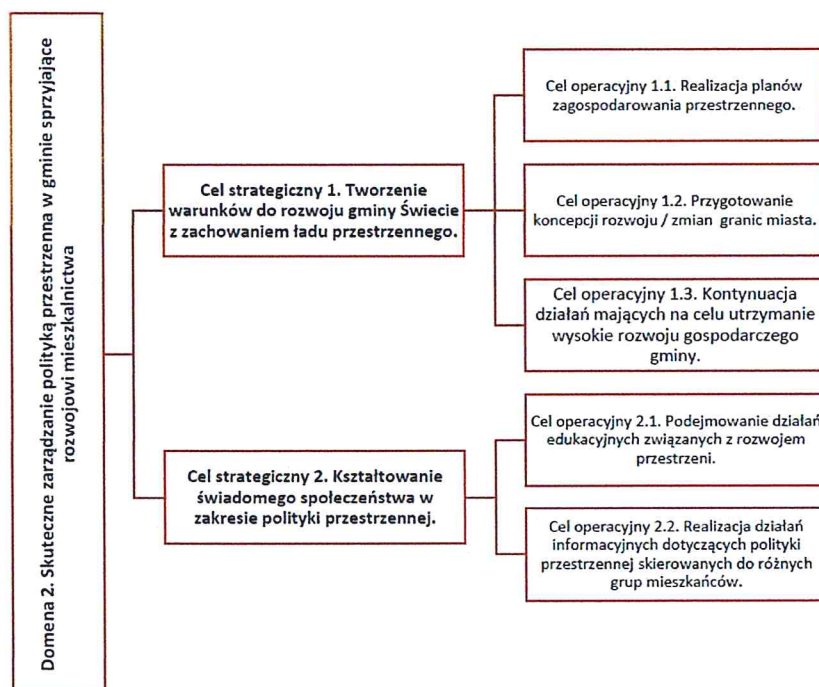 Domena 2. Skuteczne zarządzanie polityką przestrzenna w gminie sprzyjające
rozwojowi mieszkalnictwa
Cel strategiczny 1. Tworzenie
warunków do rozwoju gminy Świecie
z zachowaniem ładu przestrzennego.
Cel operacyjny 1.1. Realizacja planów
zagospodarowania przestrzennego.
Cel operacyjny 1.2. Przygotowanie
koncepcji rozwoju / zmian granic miasta.
Cel operacyjny 1.3. Kontynuacja
działań mających na celu utrzymanie
wysokie rozwoju gospodarczego
gminy.
Cel strategiczny 2. Kształtowanie
świadomego społeczeństwa w
zakresie polityki przestrzennej.
Cel operacyjny 2.1. Podejmowanie działań
edukacyjnych związanych z rozwojem
przestrzeni.
Cel operacyjny 2.2. Realizacja działań
informacyjnych dotyczących polityki
przestrzennej skierowanych do różnych
grup mieszkańców.